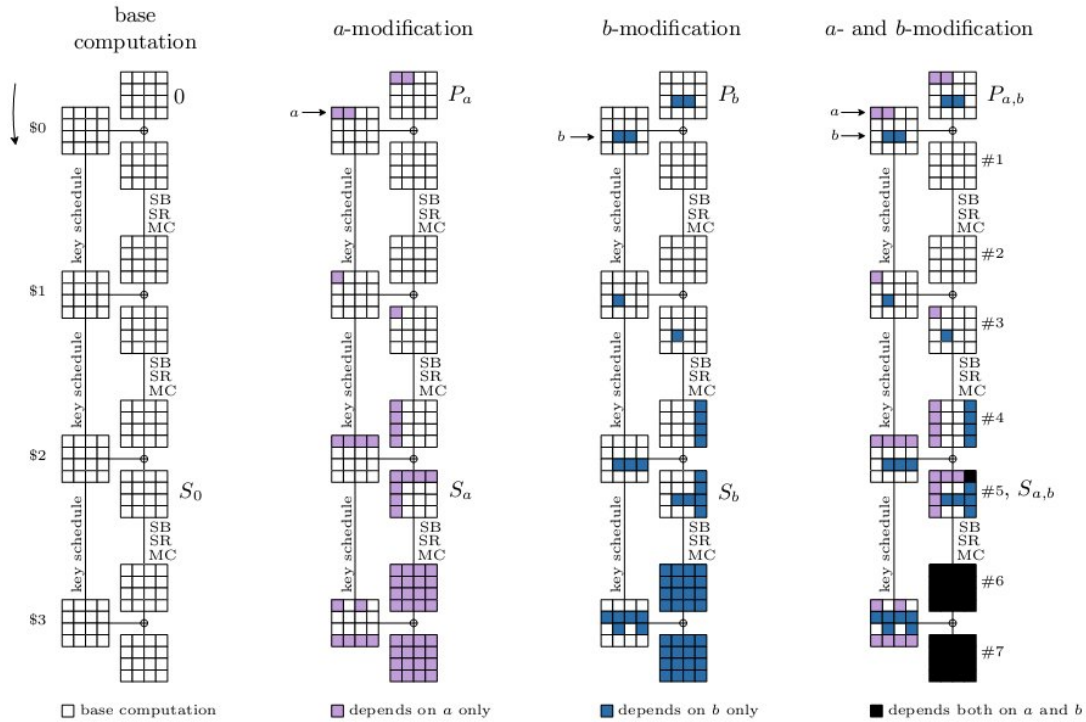 base
computation
a-modification
b-modification
a- and b-modification
0
P_a
P_b
P_{a,b}
a
b
a
b
$0
#1
SB
SR
MC
SB
SR
MC
SB
SR
MC
SB
SR
MC
key schedule
key schedule
key schedule
key schedule
#2
$1
#3
SB
SR
MC
SB
SR
MC
SB
SR
MC
SB
SR
MC
key schedule
key schedule
key schedule
key schedule
#4
$2
S_0
S_a
S_b
#5, S_{a,b}
SB
SR
MC
SB
SR
MC
SB
SR
MC
SB
SR
MC
key schedule
key schedule
key schedule
key schedule
#6
$3
#7
base computation
depends on a only
depends on b only
depends both on a and b